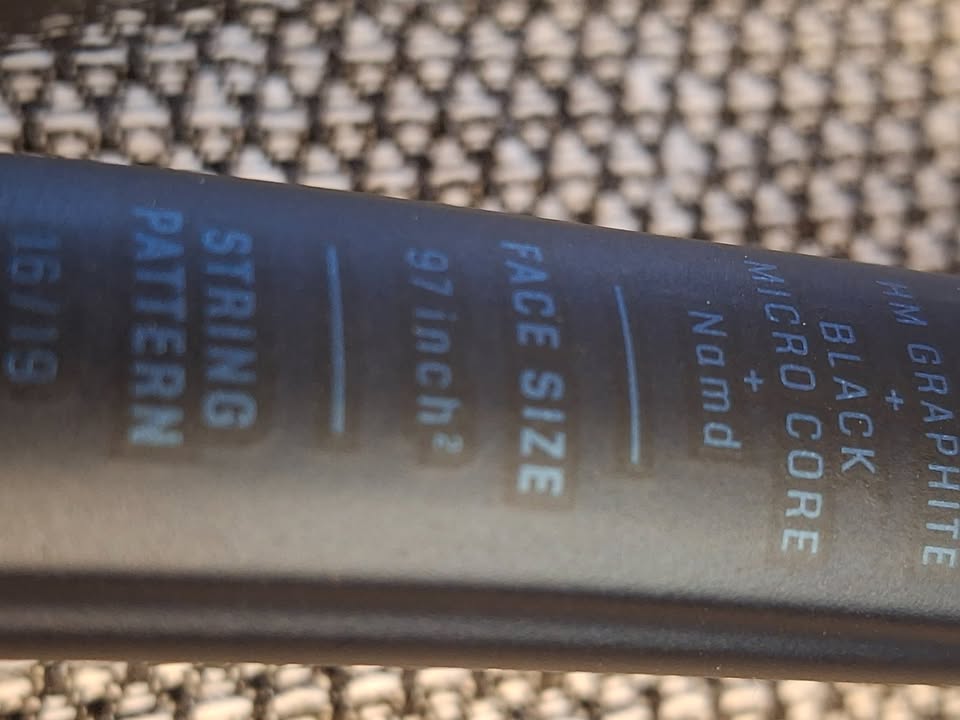 HM GRAPHITE
+
BLACK
MICRO CORE
+
Namd
FACE SIZE
97inch²
STRING
PATTERN
16/19